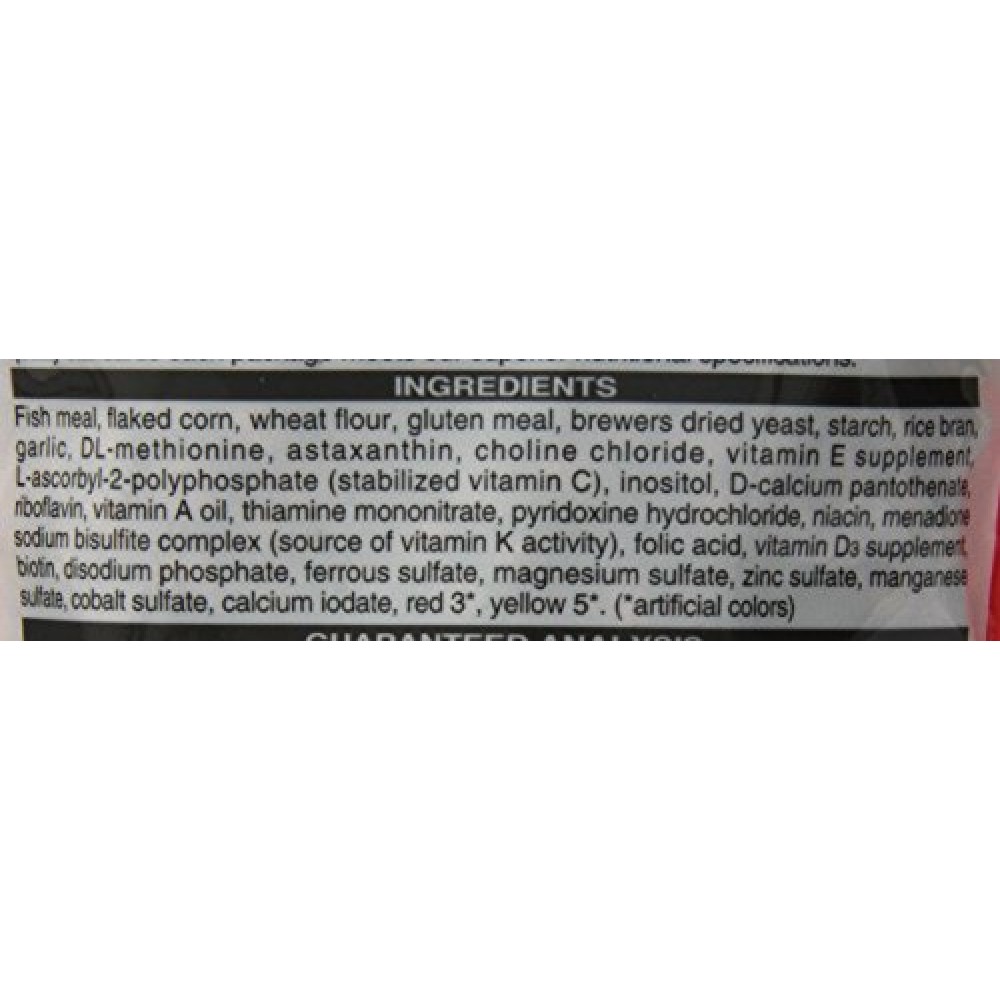 INGREDIENTS
Fish meal, flaked corn, wheat flour, gluten meal, brewers dried yeast, starch, rice bran,
garlic, DL-methionine, astaxanthin, choline chloride, vitamin E supplement,
L-ascorbyl-2-polyphosphate (stabilized vitamin C), inositol, D-calcium pantothenate,
riboflavin, vitamin A oil, thiamine mononitrate, pyridoxine hydrochloride, niacin, menadione
sodium bisulfite complex (source of vitamin K activity), folic acid, vitamin D3 supplement,
biotin, disodium phosphate, ferrous sulfate, magnesium sulfate, zinc sulfate, manganese
sulfate, cobalt sulfate, calcium iodate, red 3*, yellow 5*. (*artificial colors)
GUARANTEED ANALYSIS